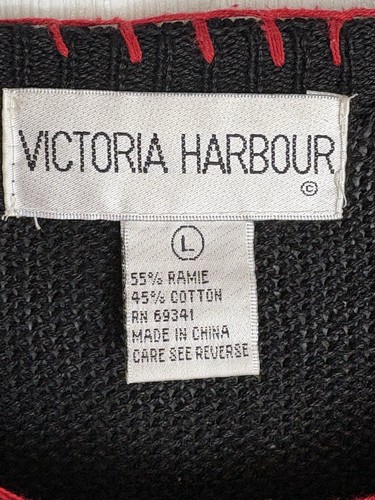 VICTORIA HARBOUR
©
L
55% RAMIE
45% COTTON
RN 69341
MADE IN CHINA
CARE SEE REVERSE